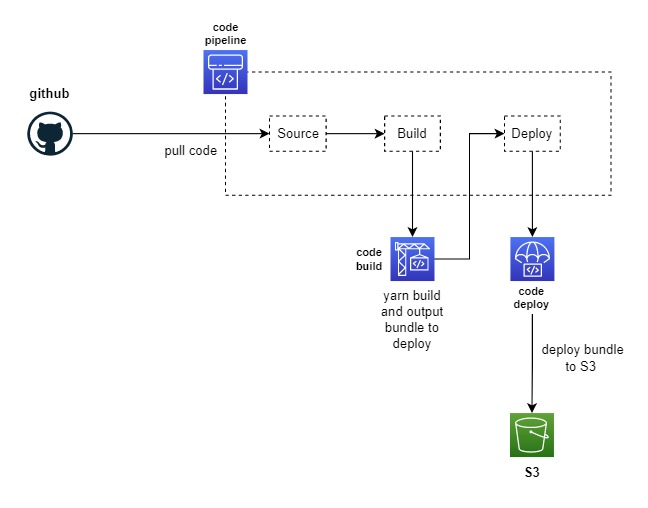 code
pipeline
github
pull code
Source
Build
Deploy
code
build
yarn build
and output
bundle to
deploy
code
deploy
deploy bundle
to S3
S3